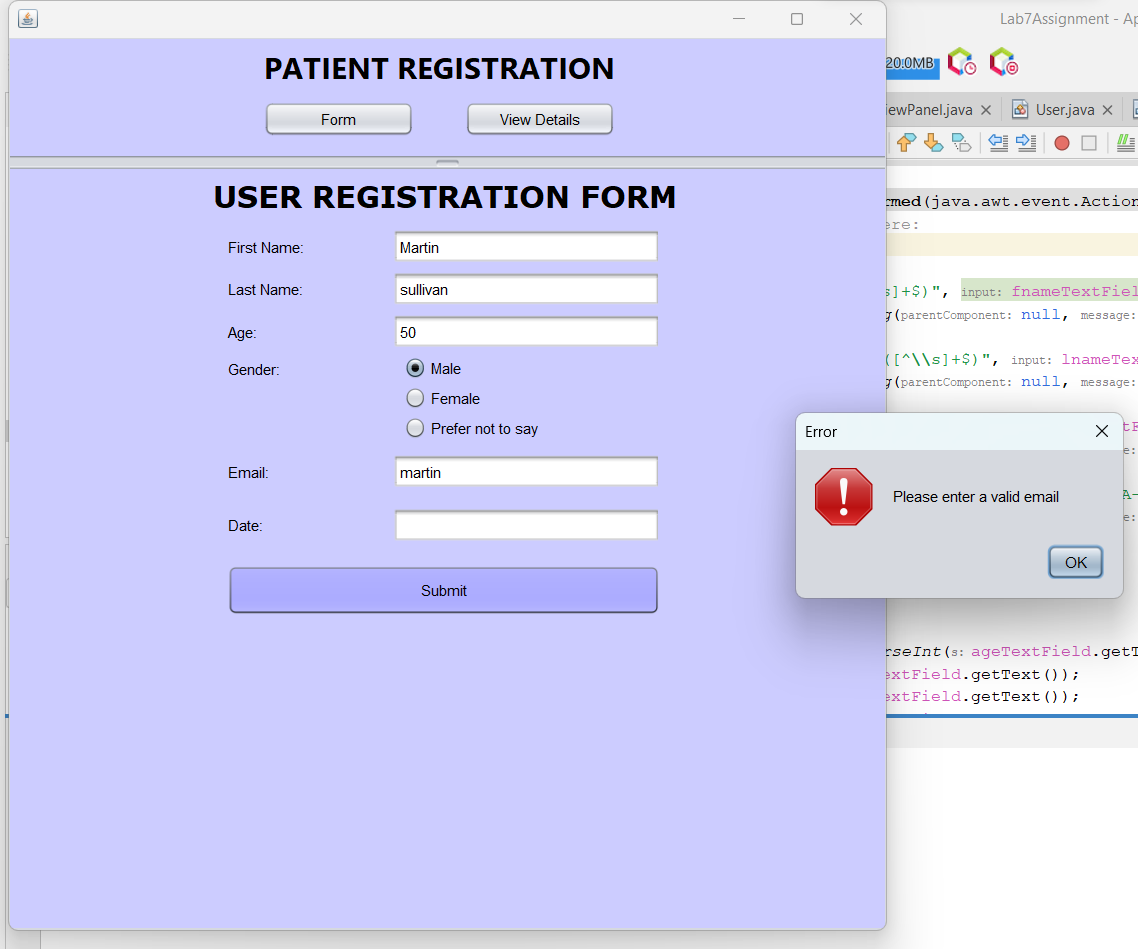 Lab7Assignment - Ap
PATIENT REGISTRATION
20.0MB
Form
View Details
iewPanel.java
User.java
USER REGISTRATION FORM
rmed(java.awt.event.Action
ere:
First Name:
Martin
Last Name:
sullivan
s]+$)", input: fnameTextFiel
g(parentComponent: null, message:
Age:
50
([^\\s]+$)", input: lnameTex
Gender:
Male
g(parentComponent: null, message:
Female
Prefer not to say
Error
Email:
martin
Please enter a valid email
Date:
OK
Submit
rseInt(s: ageTextField.getT
extField.getText());
extField.getText());